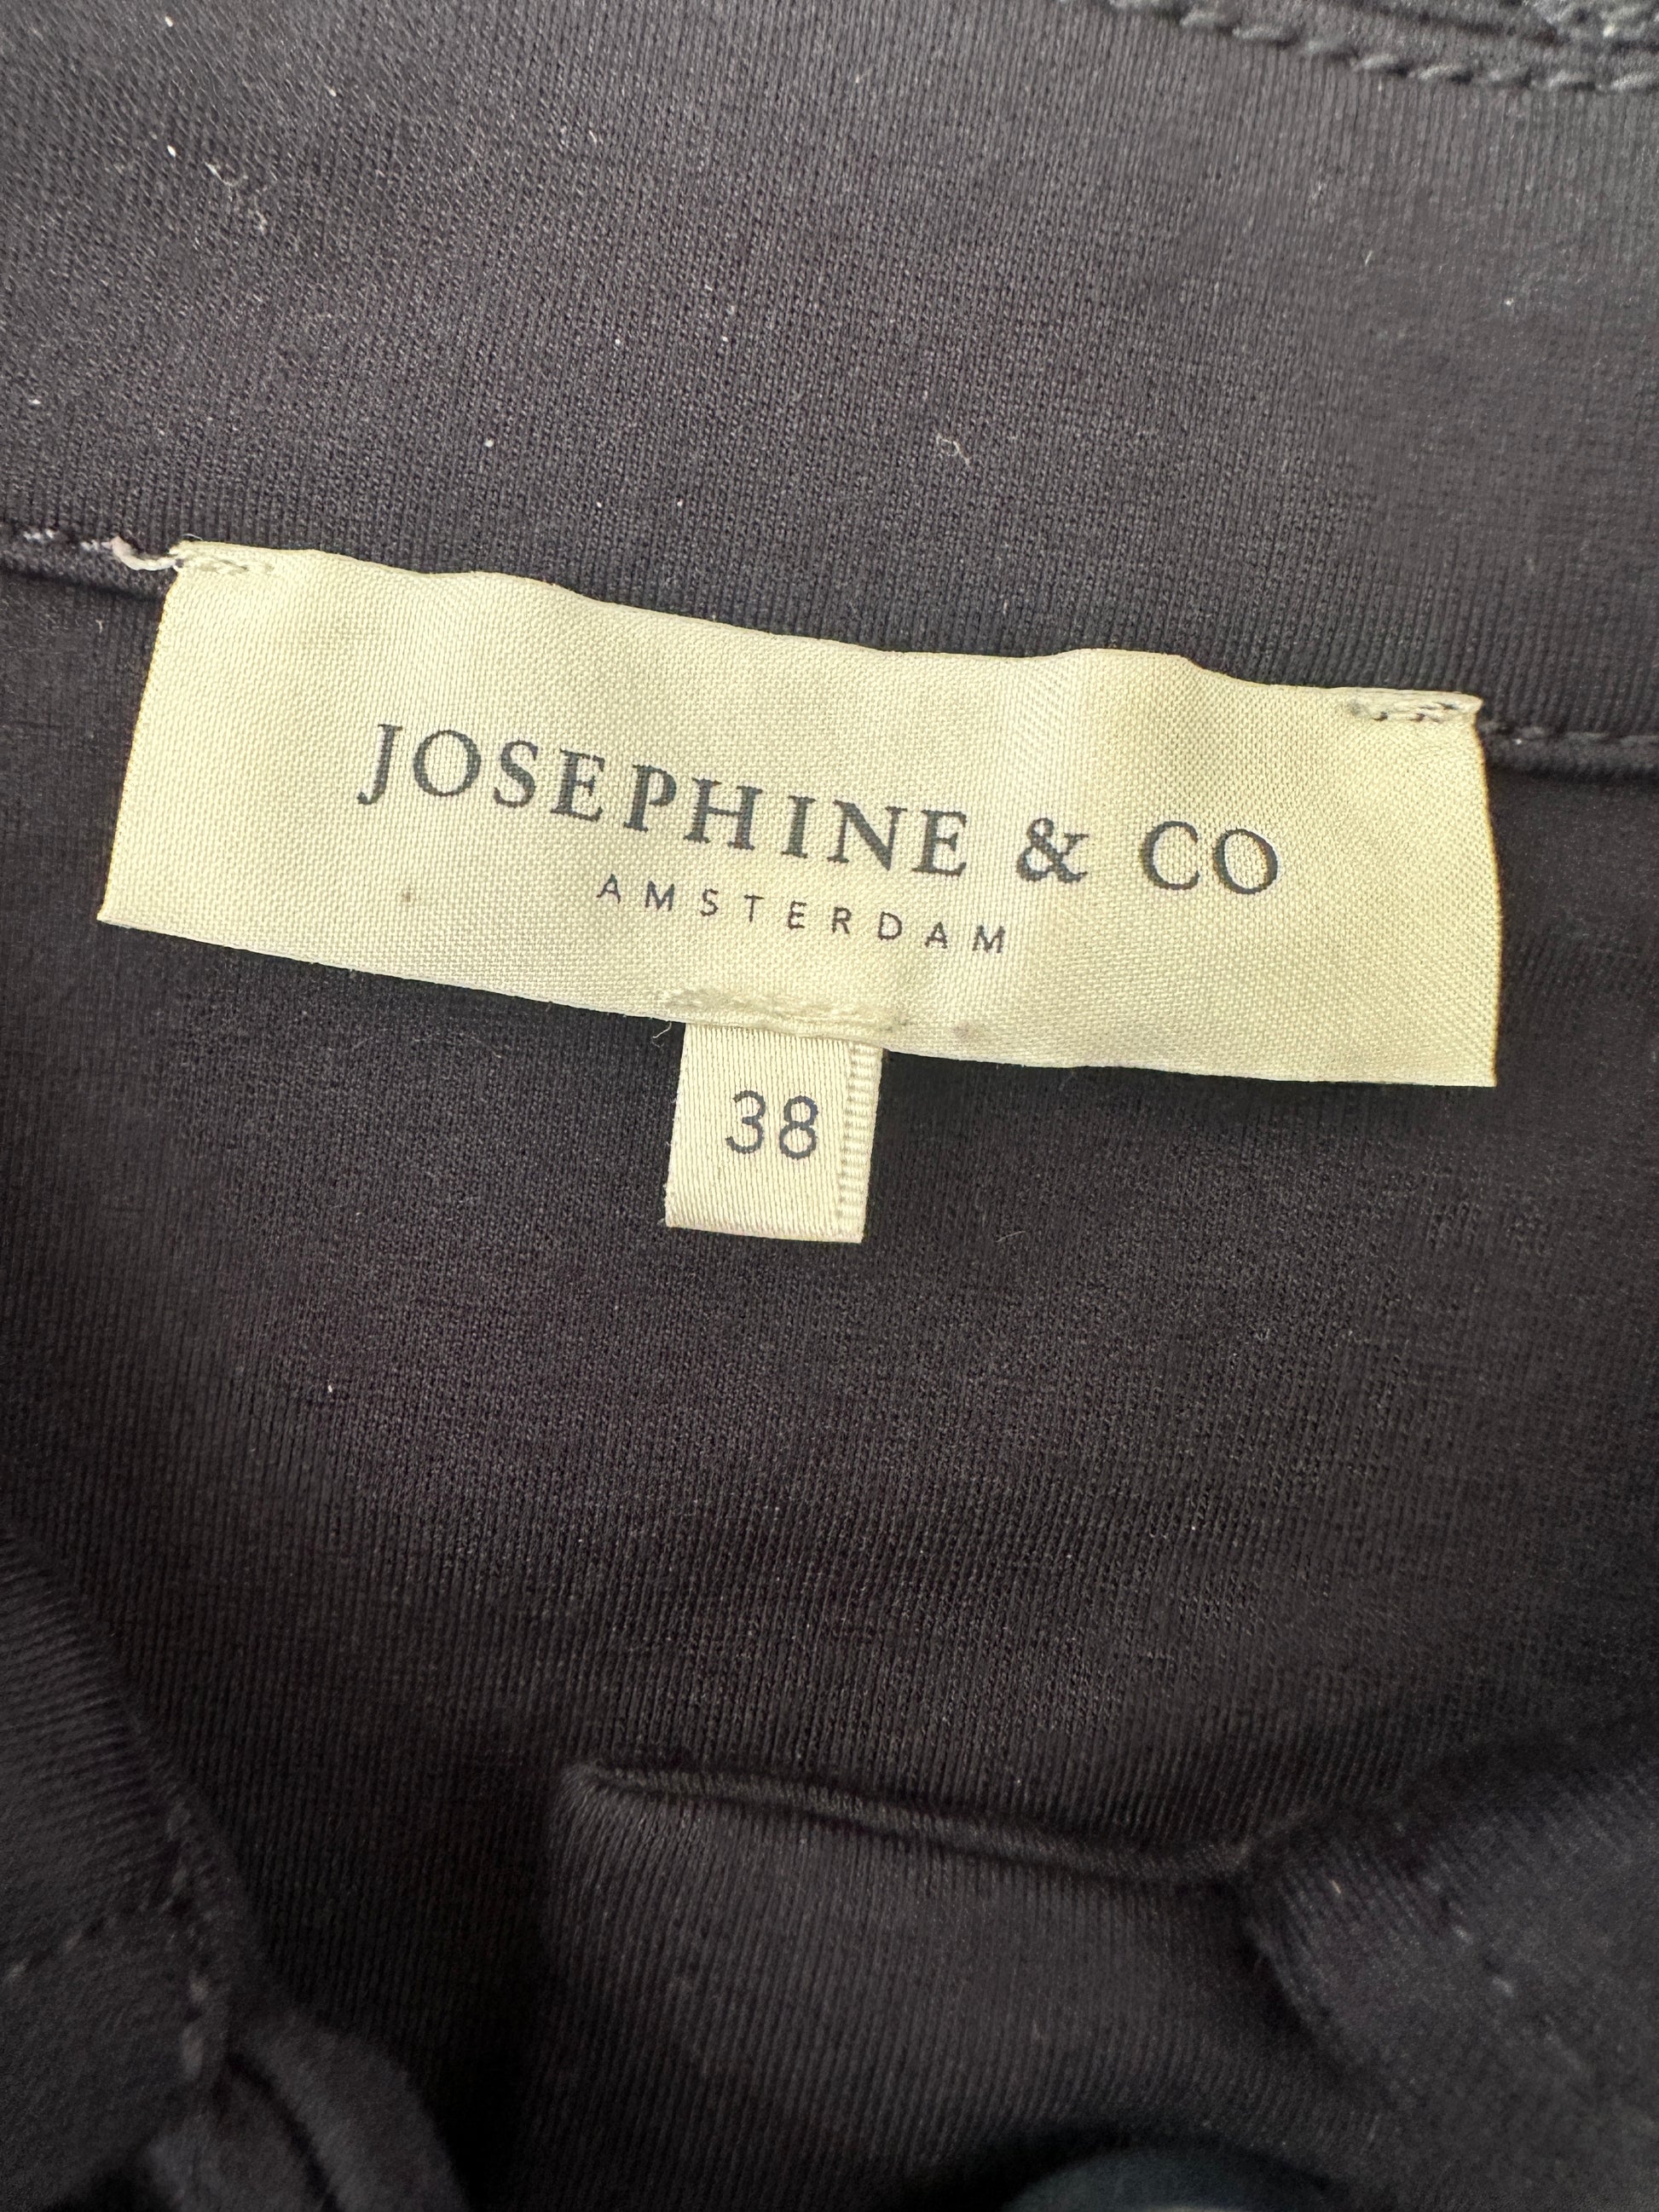 JOSEPHINE & CO
AMSTERDAM
38